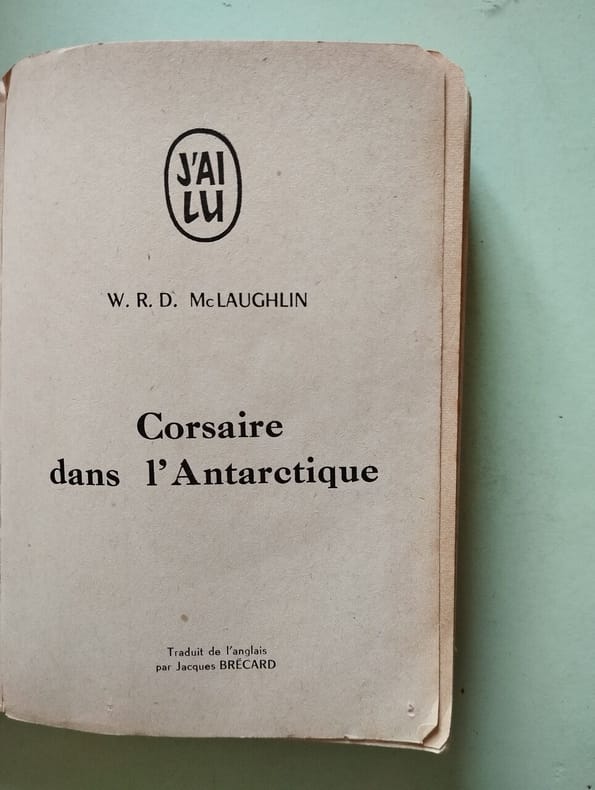 J'AI
LU
W. R. D. McLAUGHLIN
Corsaire
dans l'Antarctique
Traduit de l'anglais
par Jacques BRÉCARD